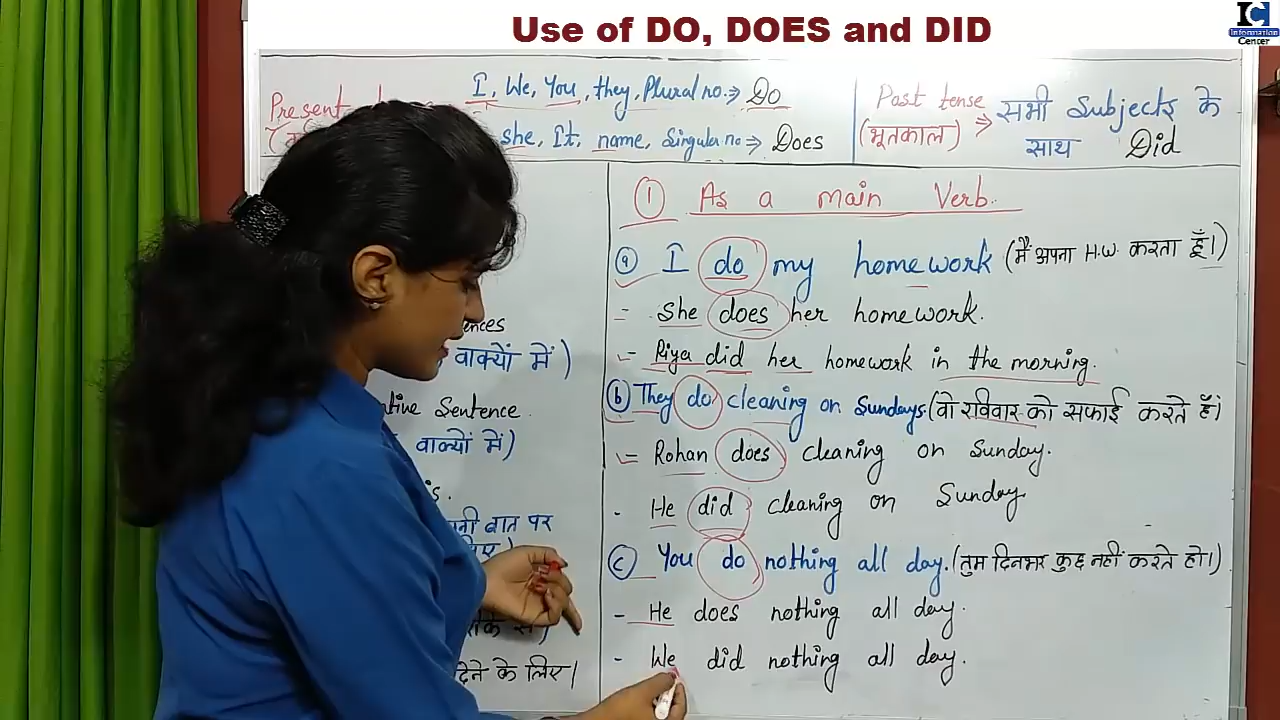 Use of DO, DOES and DID
IC
Information
Center
Present
I, We, You, they, Plural no. ⇒ Do
she, It, name, Singular no ⇒ Does
Past tense
(भूतकाल)
⇒ सभी Subjects के
साथ Did
① As a main Verb.
ⓐ I do my homework (मैं अपना H.W. करता हूँ।)
= She does her homework.
- Riya did her homework in the morning.
ⓑ They do cleaning on Sundays (वो रविवार को सफाई करते हैं।
= Rohan does cleaning on Sunday.
- He did cleaning on Sunday.
ⓒ You do nothing all day. (तुम दिनभर कुछ नहीं करते हो।)
- He does nothing all day.
- We did nothing all day.
वाक्यों में)
Sentence.
वाक्यों में)
बात पर
से)
देने के लिए।